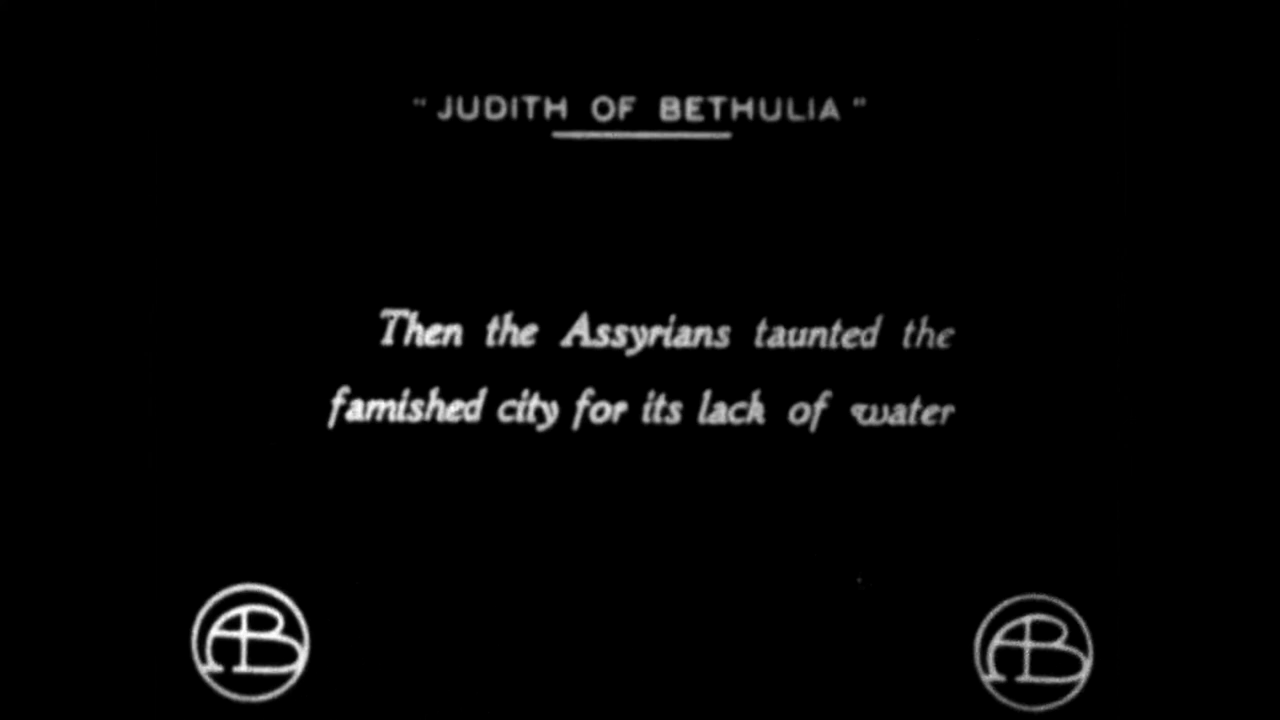 "JUDITH OF BETHULIA"
Then the Assyrians taunted the
famished city for its lack of water
AB AB